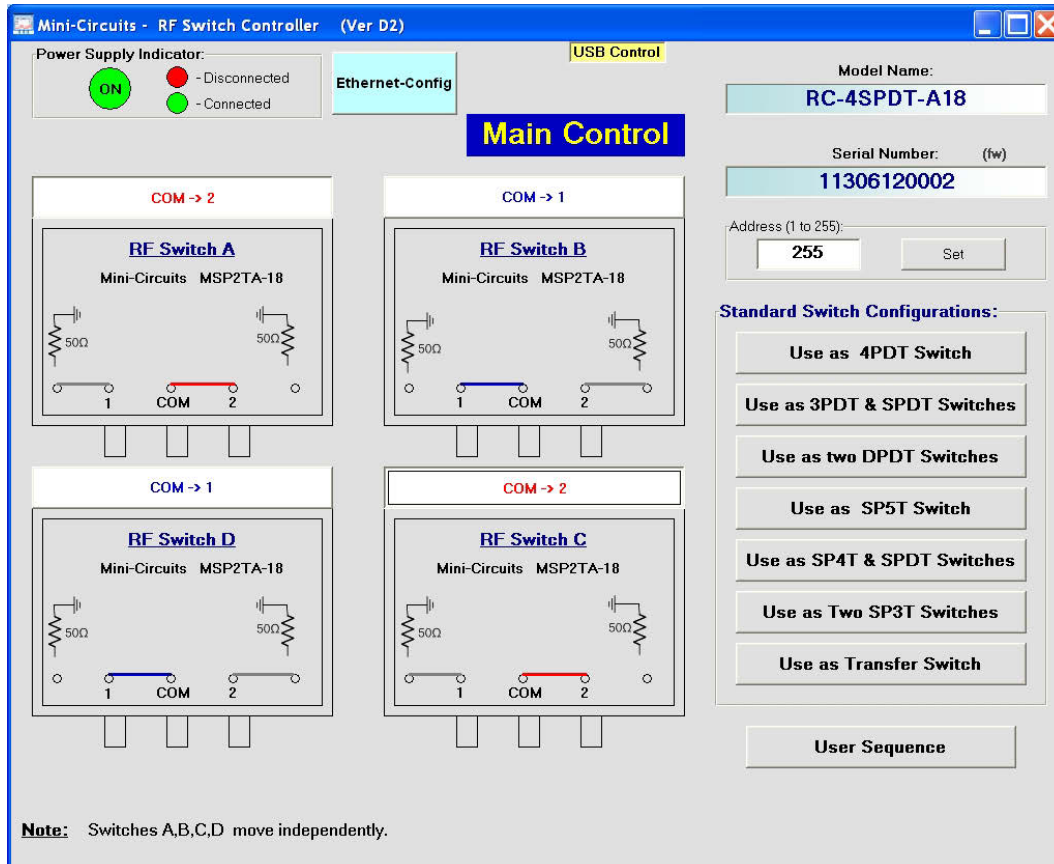 Mini-Circuits - RF Switch Controller (Ver D2)
Power Supply Indicator:
ON
- Disconnected
- Connected
Ethernet-Config
USB Control
Main Control
Model Name:
RC-4SPDT-A18
Serial Number: (fw)
11306120002
Address (1 to 255):
255
Set
COM -> 2
RF Switch A
Mini-Circuits MSP2TA-18
50Ω
50Ω
1 COM 2
COM -> 1
RF Switch B
Mini-Circuits MSP2TA-18
50Ω
50Ω
1 COM 2
COM -> 1
RF Switch D
Mini-Circuits MSP2TA-18
50Ω
50Ω
1 COM 2
COM -> 2
RF Switch C
Mini-Circuits MSP2TA-18
50Ω
50Ω
1 COM 2
Standard Switch Configurations:
Use as 4PDT Switch
Use as 3PDT & SPDT Switches
Use as two DPDT Switches
Use as SP5T Switch
Use as SP4T & SPDT Switches
Use as Two SP3T Switches
Use as Transfer Switch
User Sequence
Note: Switches A,B,C,D move independently.